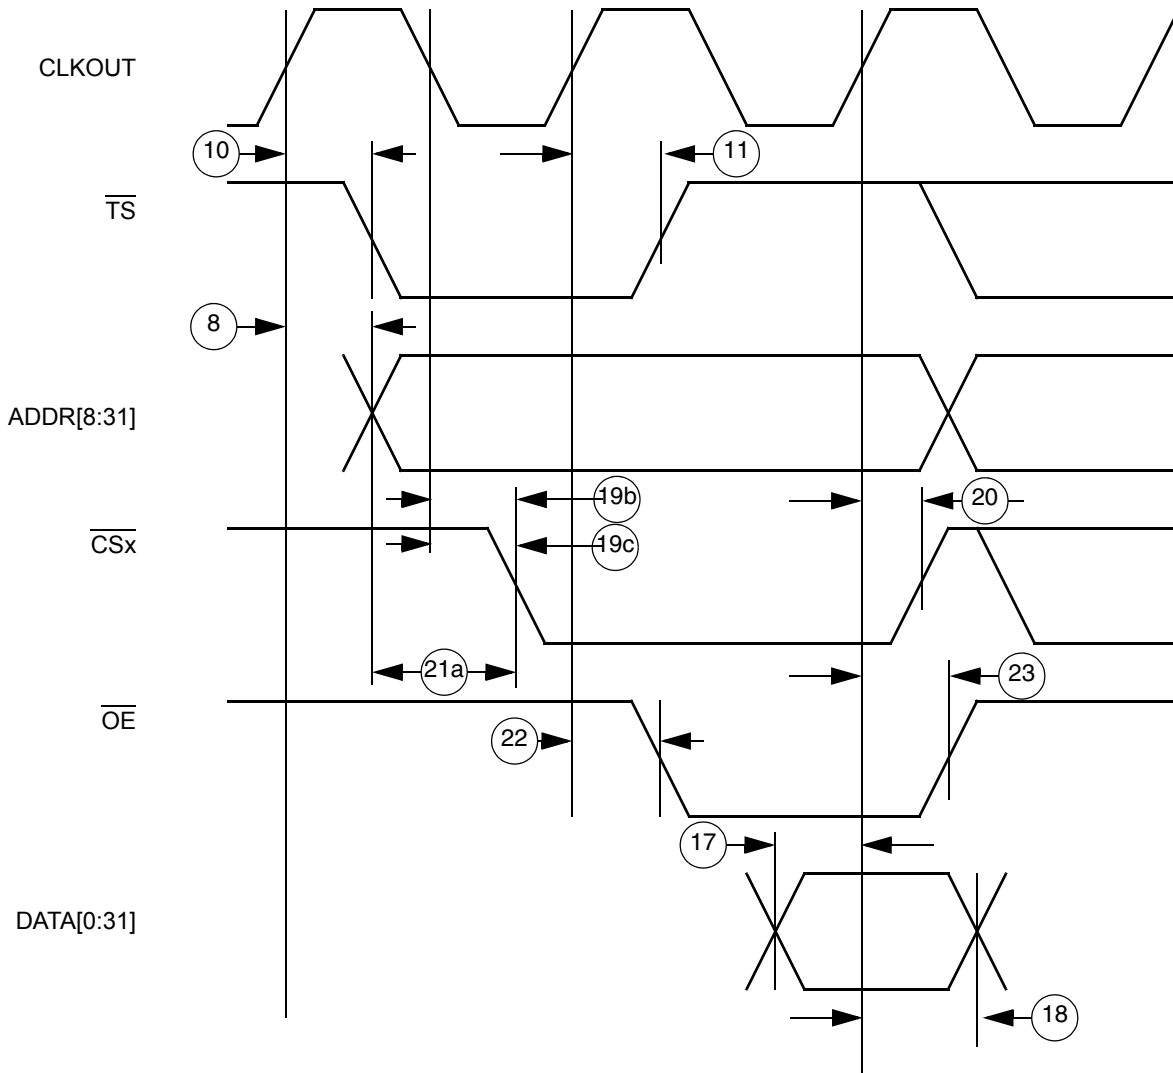 CLKOUT
10
11
TS
8
ADDR[8:31]
19b
20
CSx
19c
21a
23
OE
22
17
DATA[0:31]
18